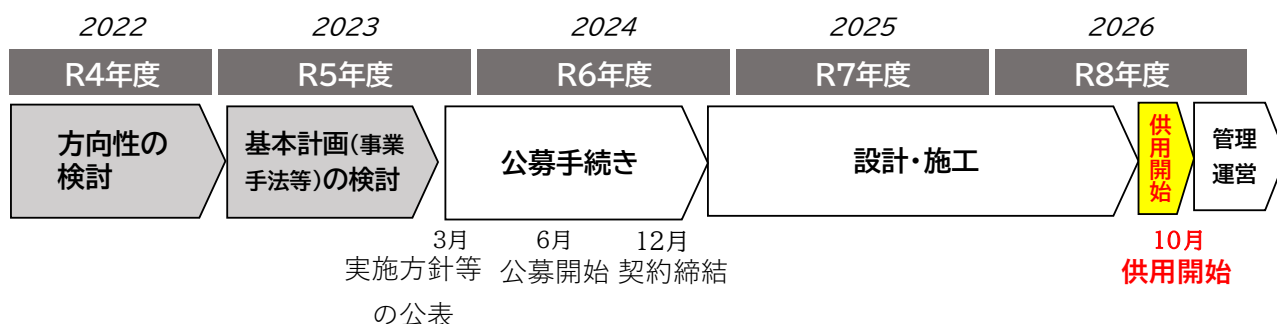 2022 2023 2024 2025 2026
R4年度 R5年度 R6年度 R7年度 R8年度
方向性の
検討
基本計画(事業
手法等)の検討
公募手続き
設計・施工
供用開始
管理
運営
3月
実施方針等
の公表
6月
公募開始
12月
契約締結
10月
供用開始